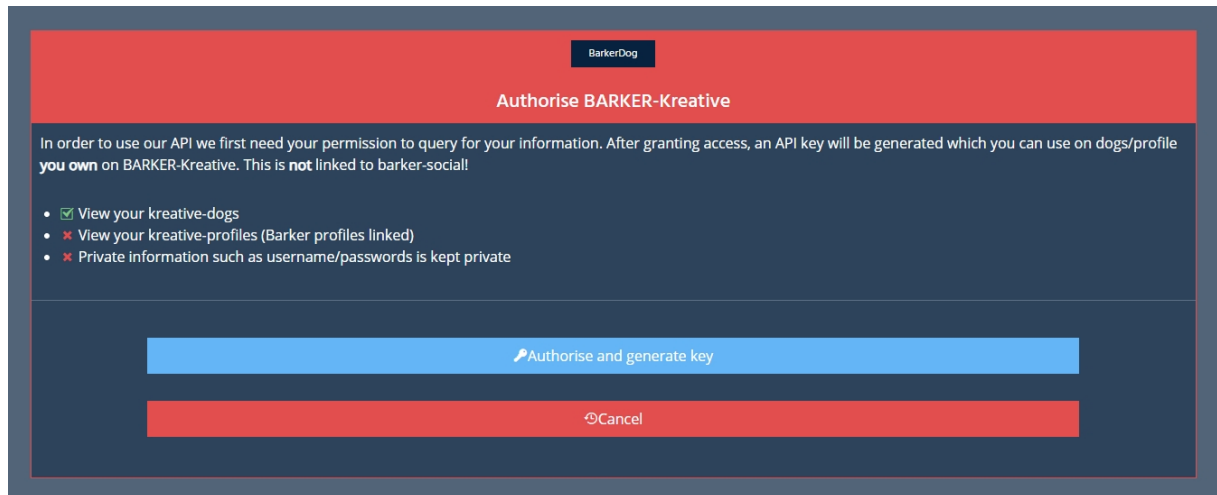 BarkerDog
Authorise BARKER-Kreative
In order to use our API we first need your permission to query for your information. After granting access, an API key will be generated which you can use on dogs/profile
you own on BARKER-Kreative. This is not linked to barker-social!
View your kreative-dogs
View your kreative-profiles (Barker profiles linked)
Private information such as username/passwords is kept private
Authorise and generate key
Cancel